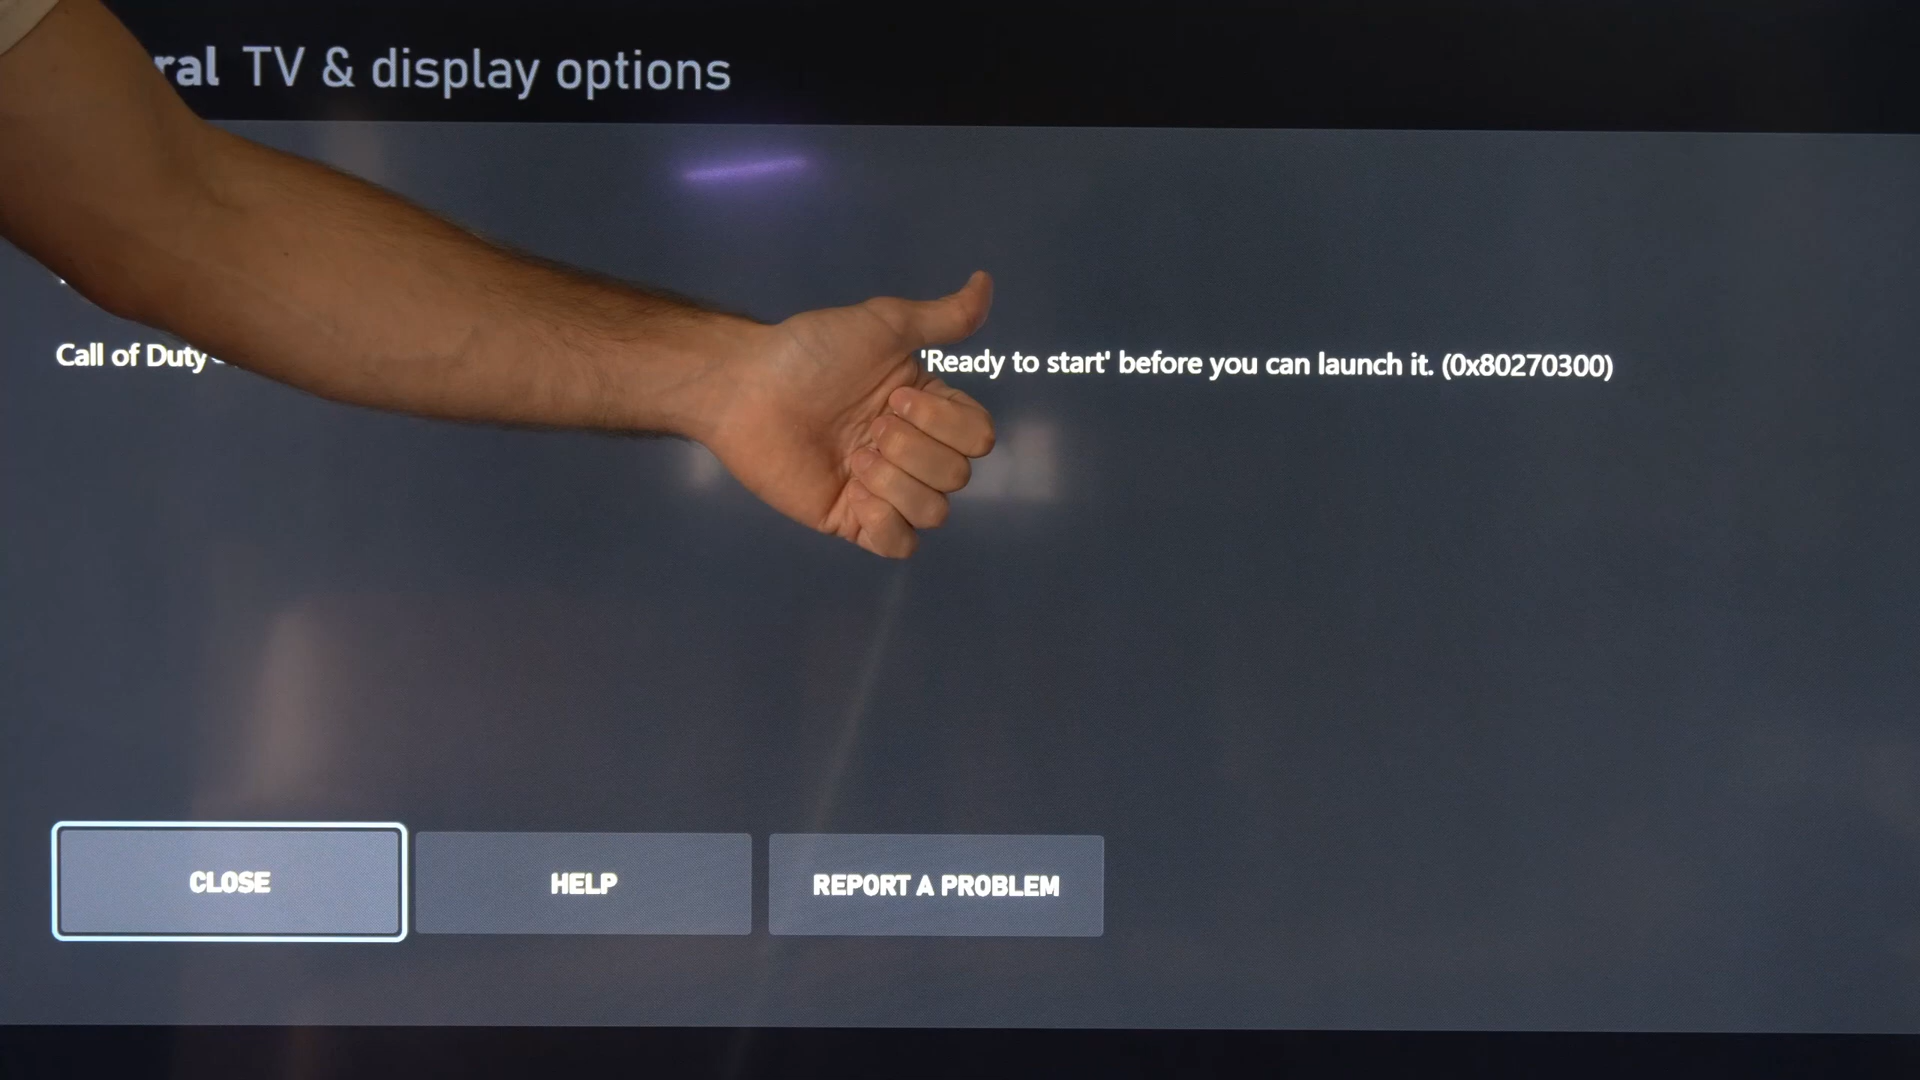 TV & display options
Call of Duty
'Ready to start' before you can launch it. (0x80270300)
CLOSE
HELP
REPORT A PROBLEM